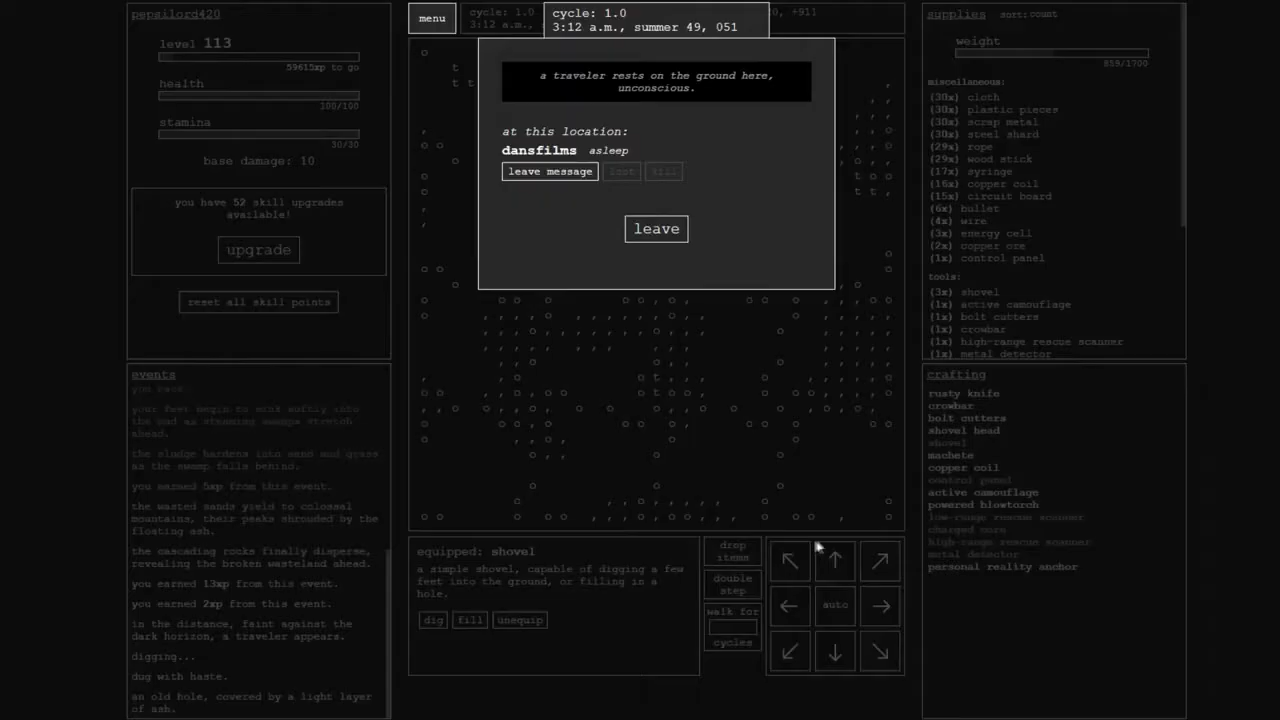 pepsilord420
level 113
59615xp to go
health
100/100
stamina
30/30
base damage: 10
you have 52 skill upgrades
available!
upgrade
reset all skill points
events
your feet begin to sink softly into
the mud as steaming swamps stretch
ahead.
the sludge hardens into sand and grass
as the swamp falls behind.
you earned 5xp from this event.
the wasted sands yield to colossal
mountains, their peaks shrouded by the
floating ash.
the cascading rocks finally disperse,
revealing the broken wasteland ahead.
you earned 13xp from this event.
you earned 2xp from this event.
in the distance, faint against the
dark horizon, a traveler appears.
digging...
dug with haste.
an old hole, covered by a light layer
of ash.
menu
cycle: 1.0
3:12 a.m.,
cycle: 1.0
3:12 a.m., summer 49, 051
, +911
a traveler rests on the ground here,
unconscious.
at this location:
dansfilms asleep
leave message loot kill
leave
equipped: shovel
a simple shovel, capable of digging a few
feet into the ground, or filling in a
hole.
dig fill unequip
drop
items
double
step
walk for
cycles
auto
supplies sort: count
weight
859/1700
miscellaneous:
(30x) cloth
(30x) plastic pieces
(30x) scrap metal
(30x) steel shard
(29x) rope
(29x) wood stick
(17x) syringe
(16x) copper coil
(15x) circuit board
(6x) bullet
(4x) wire
(3x) energy cell
(2x) copper ore
(1x) control panel
tools:
(3x) shovel
(1x) active camouflage
(1x) bolt cutters
(1x) crowbar
(1x) high-range rescue scanner
(1x) metal detector
crafting
rusty knife
crowbar
bolt cutters
shovel head
shovel
machete
copper coil
control panel
active camouflage
powered blowtorch
low-range rescue scanner
charged corn
high-range rescue scanner
metal detector
personal reality anchor